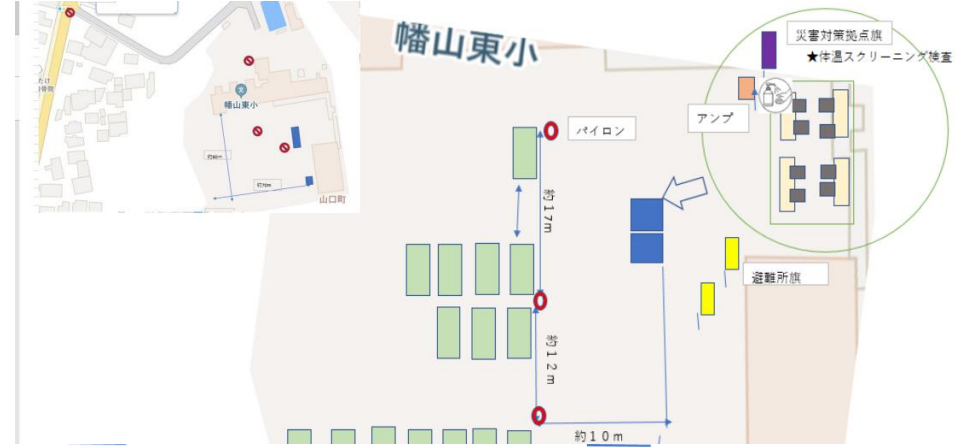 幡山東小
災害対策拠点旗
★体温スクリーニング検査
アンプ
パイロン
約17m
避難所旗
約12m
約10m
幡山東小
山口町